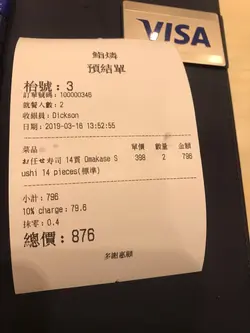 VISA
鮨燐
預結單
枱號：3
訂單號碼：100000346
就餐人數：2
收銀員：Dickson
日期：2019-03-16 13:52:55
菜品 單價 數量 金額
お任せ寿司 14貫 Omakase S 398 2 796
ushi 14 pieces(標準)
小計：796
10% charge：79.6
抹零：0.4
總價：876
多謝惠顧